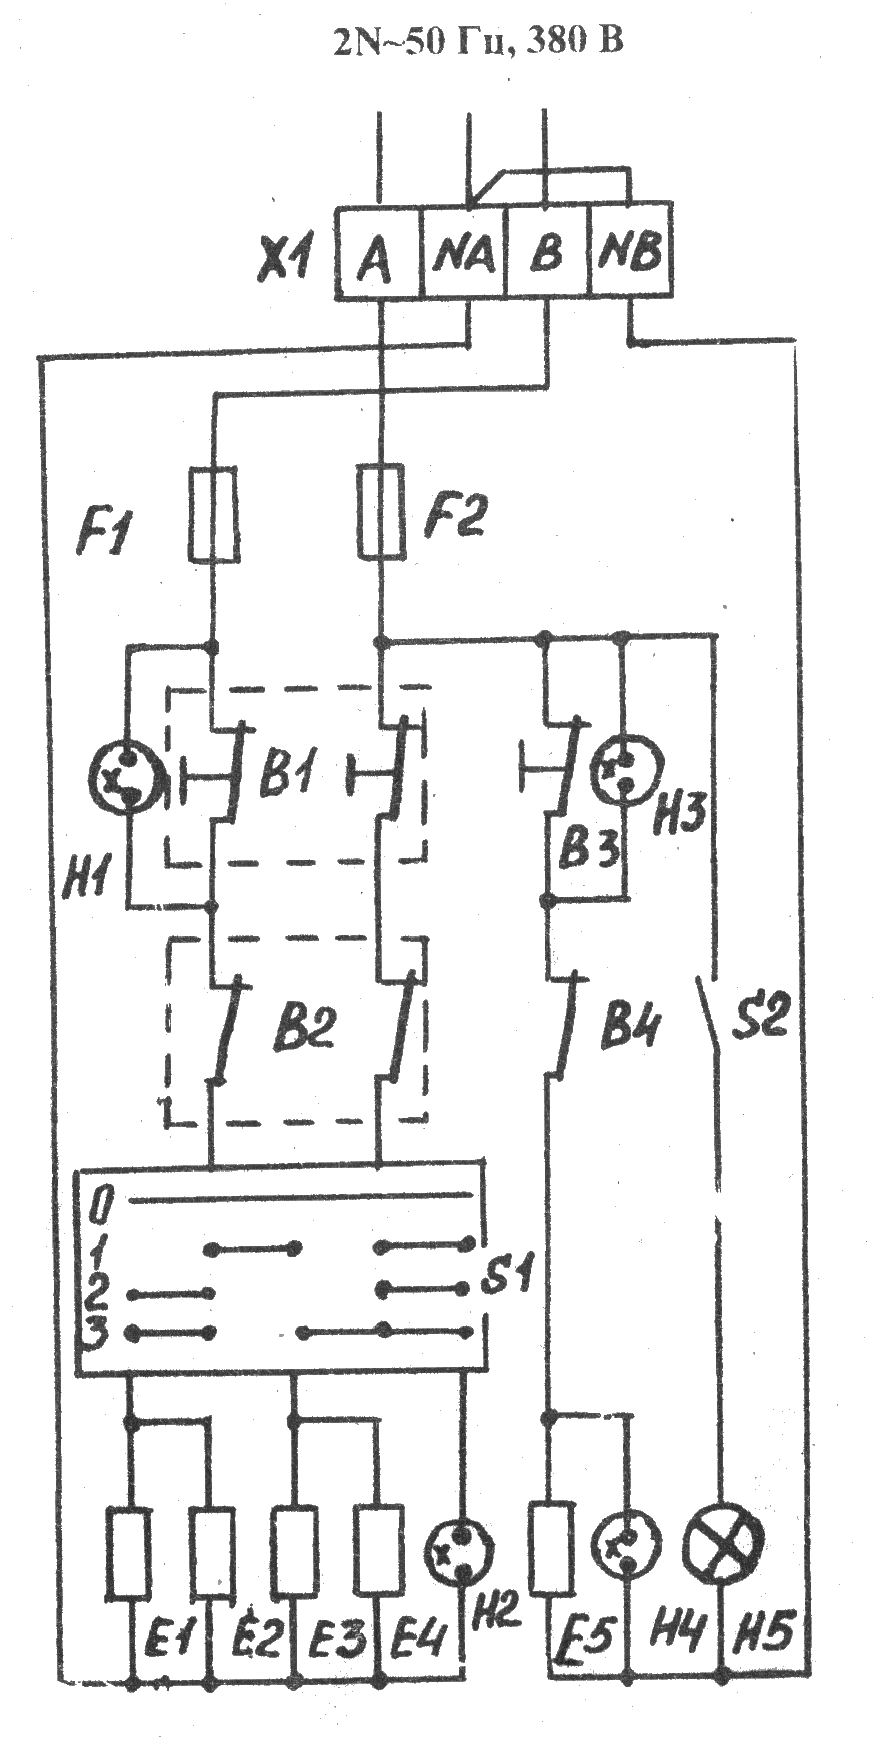 2N~50 Гц, 380 В
X1 A NA B NB
F1 F2
B1
H1 B3 H3
B2 B4 S2
0
1
2 S1
3
E1 E2 E3 E4 H2 E5 H4 H5